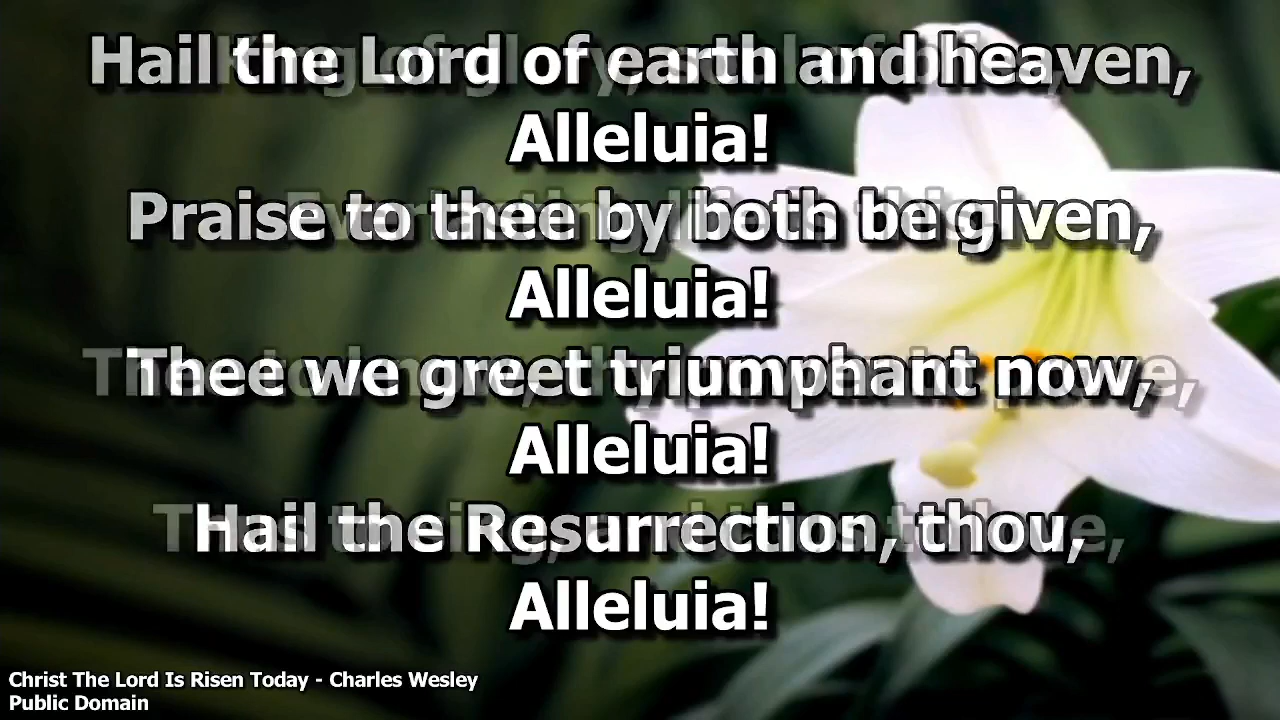 Hail the Lord of earth and heaven,
Alleluia!
Praise to thee by both be given,
Alleluia!
Thee we greet triumphant now,
Alleluia!
Hail the Resurrection, thou,
Alleluia!
Christ The Lord Is Risen Today - Charles Wesley
Public Domain